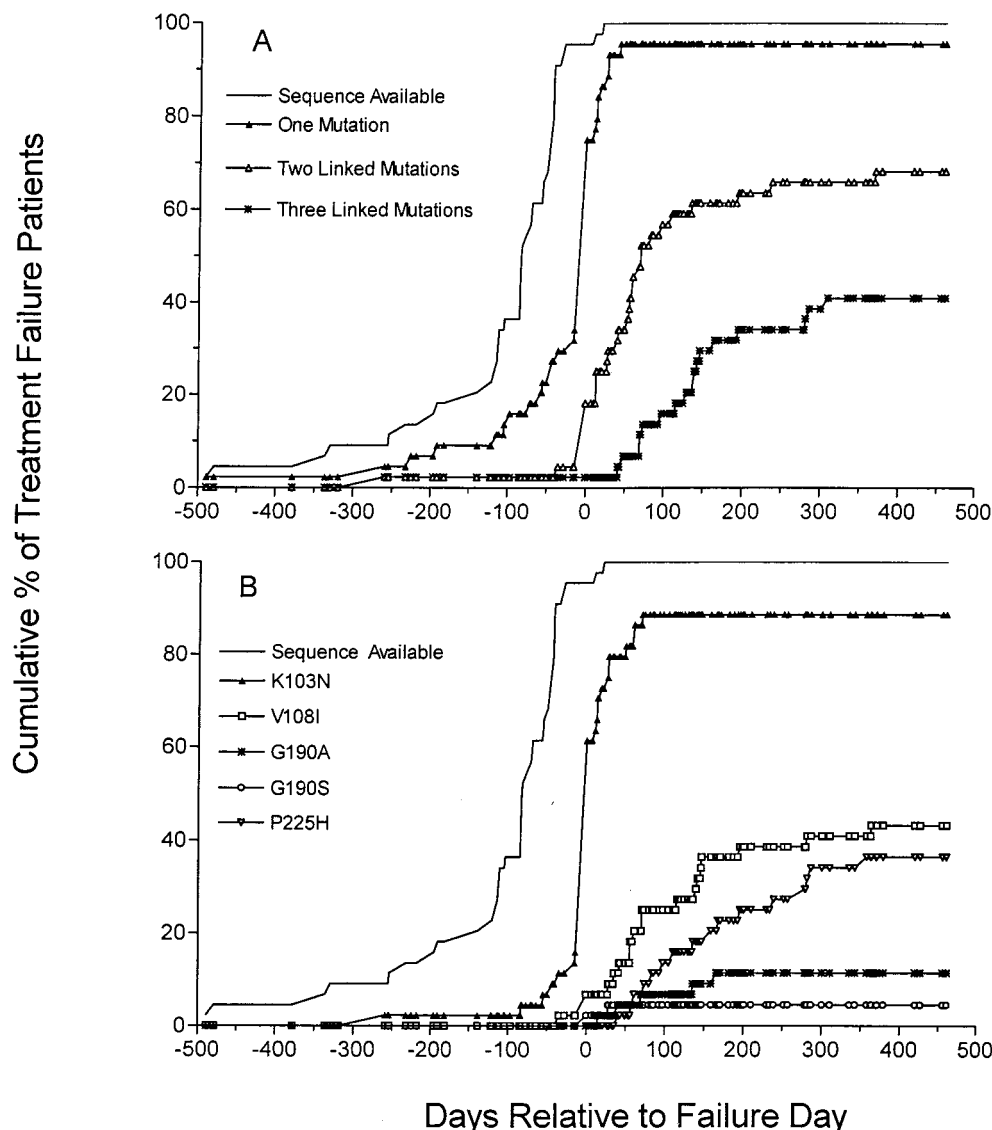 Cumulative % of Treatment Failure Patients
100
80
60
40
20
0
A
Sequence Available
One Mutation
Two Linked Mutations
Three Linked Mutations
-500 -400 -300 -200 -100 0 100 200 300 400 500
100
80
60
40
20
0
B
Sequence Available
K103N
V108I
G190A
G190S
P225H
-500 -400 -300 -200 -100 0 100 200 300 400 500
Days Relative to Failure Day